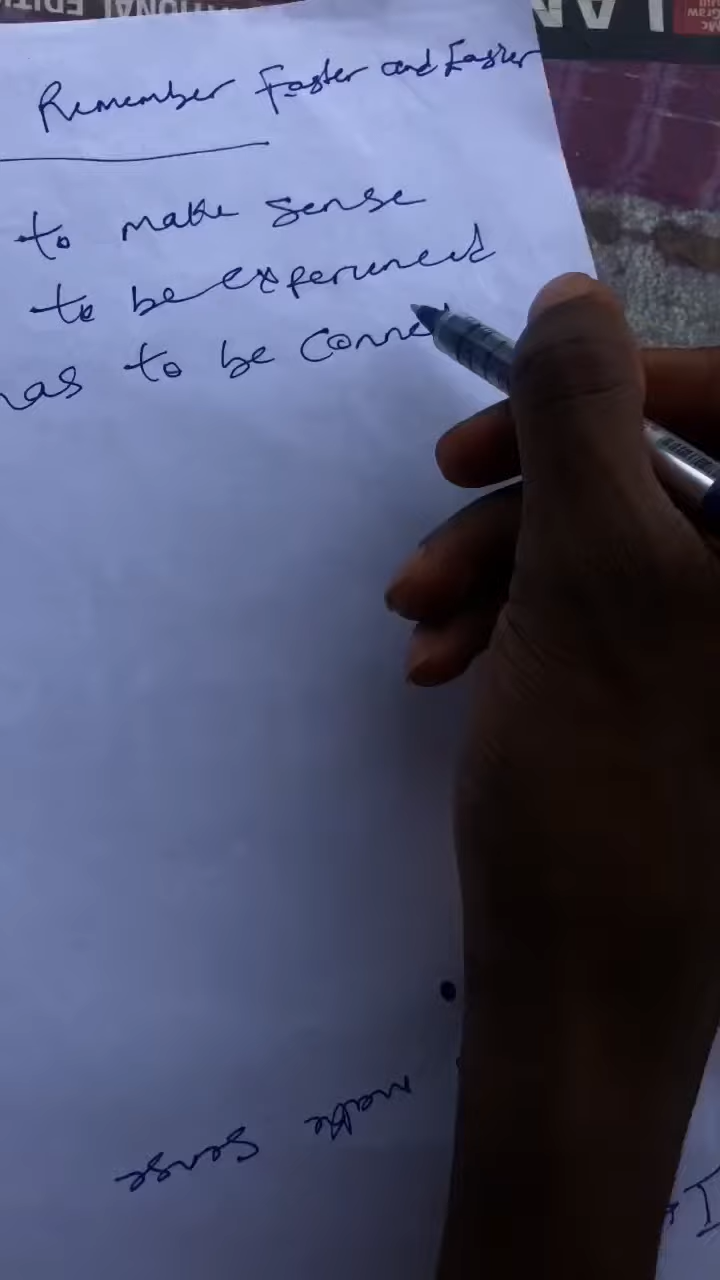 Remember Faster and Easier
to make sense
to be experienced
has to be conne
make sense